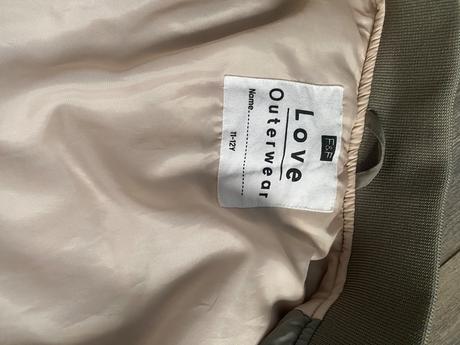 F&F
Love
Outerwear
Name..............................
11-12Y